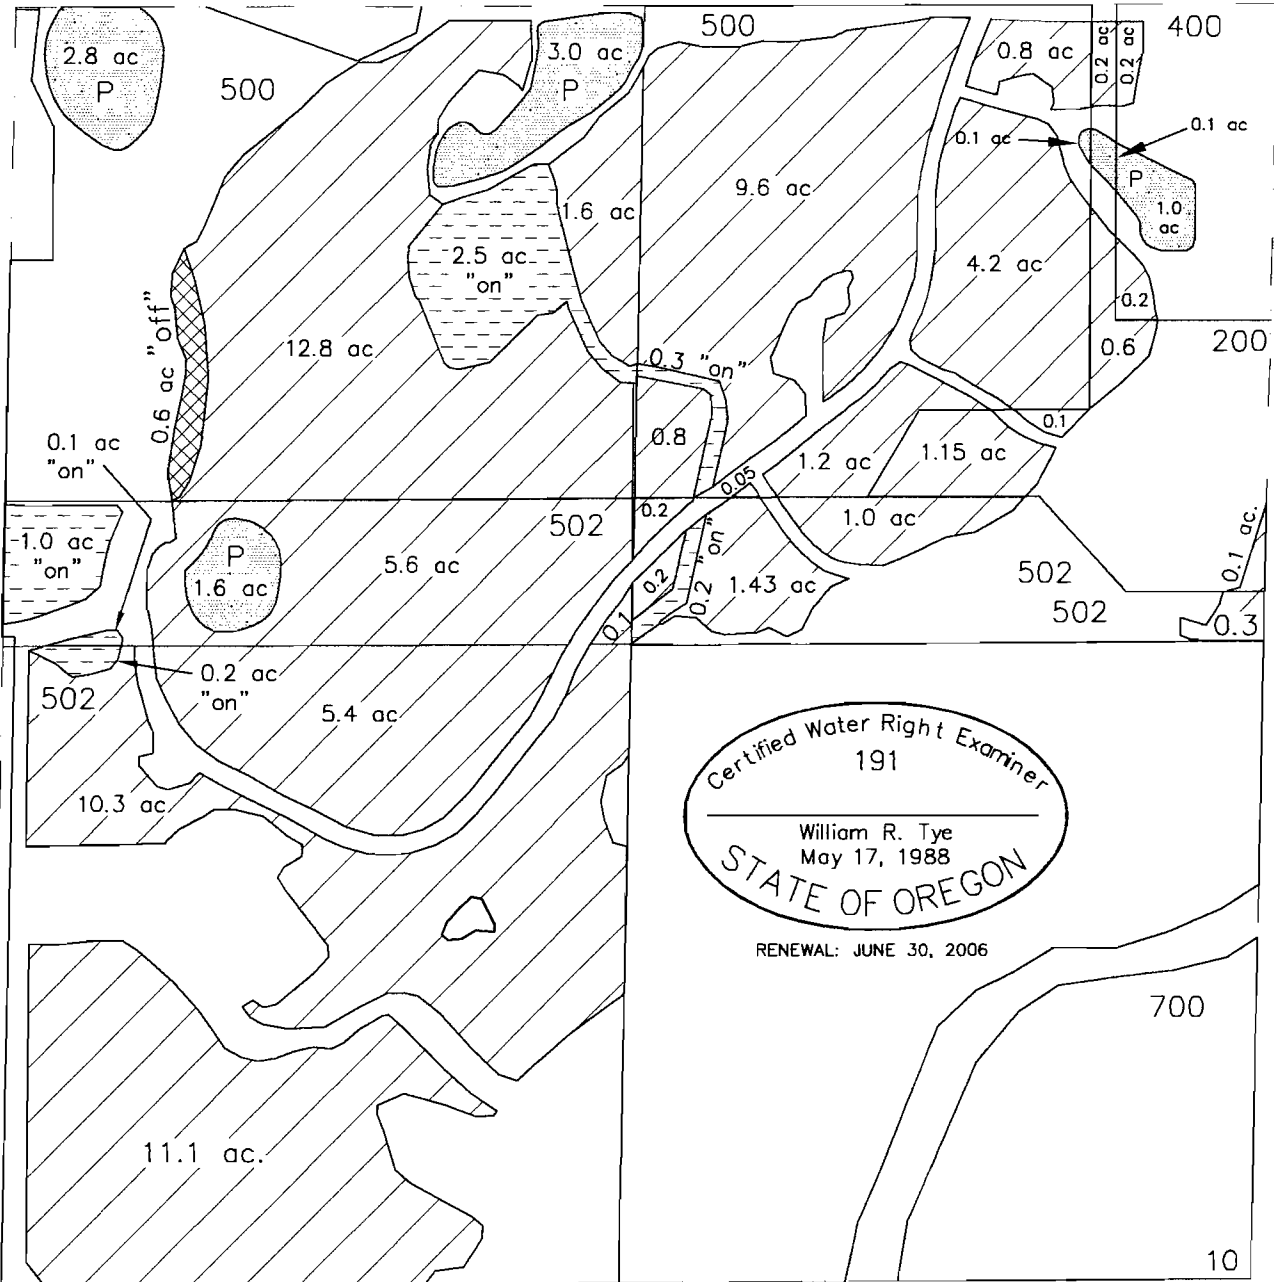 2.8 ac
P
500
3.0 ac
P
500
0.8 ac
0.2 ac
0.2 ac
400
0.1 ac
0.1 ac
P
1.0
ac
9.6 ac
1.6 ac
2.5 ac
"on"
4.2 ac
0.2
0.6
200
0.6 ac "off"
12.8 ac
0.3 "on"
0.8
0.1
0.1 ac
"on"
1.2 ac
1.15 ac
0.05
0.2
502
1.0 ac
1.0 ac
"on"
P
1.6 ac
5.6 ac
0.2
0.2 "on"
1.43 ac
502
502
0.1 ac.
0.3
0.1
0.2 ac
"on"
502
5.4 ac
10.3 ac
Certified Water Right Examiner
191
William R. Tye
May 17, 1988
STATE OF OREGON
RENEWAL: JUNE 30, 2006
700
11.1 ac.
10